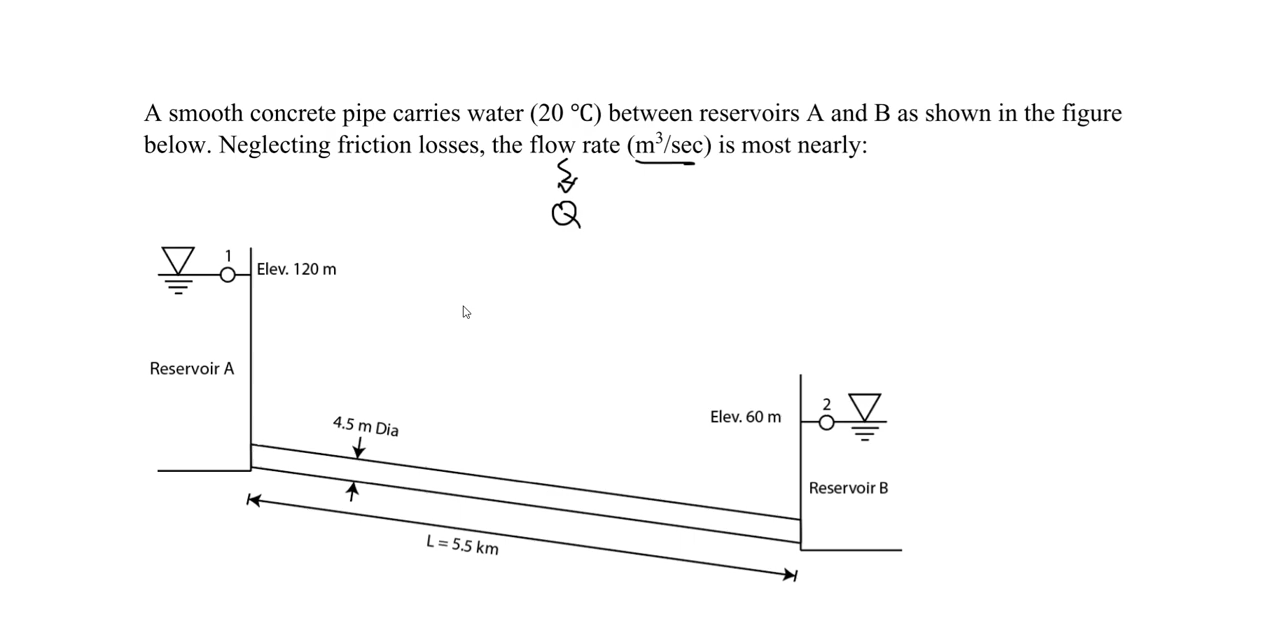 A smooth concrete pipe carries water (20 °C) between reservoirs A and B as shown in the figure
below. Neglecting friction losses, the flow rate (m³/sec) is most nearly:
Q
1
Elev. 120 m
Reservoir A
4.5 m Dia
Elev. 60 m
2
Reservoir B
L = 5.5 km